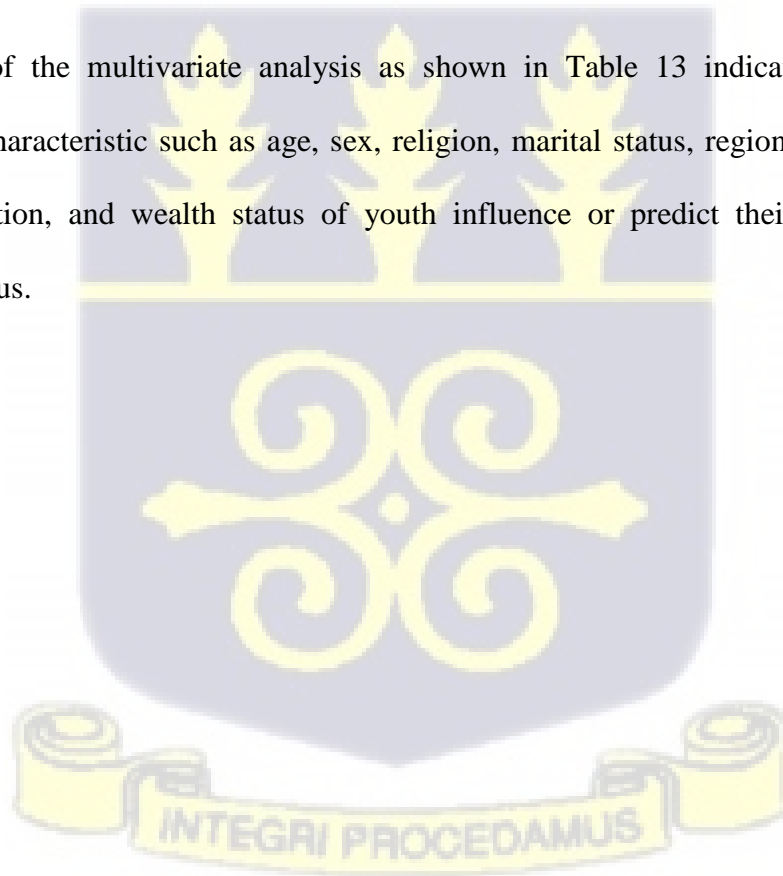 of the multivariate analysis as shown in Table 13 indica
haracteristic such as age, sex, religion, marital status, region
tion, and wealth status of youth influence or predict thei
us.
INTEGRI PROCEDAMUS